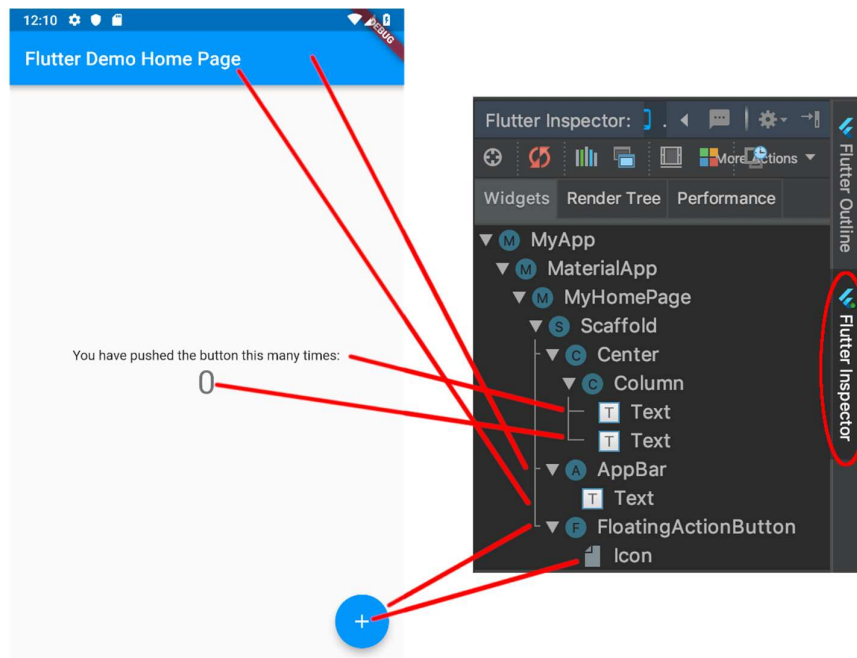 12:10
DEBUG
Flutter Demo Home Page
You have pushed the button this many times:
0
+
Flutter Inspector:
More Actions
Widgets Render Tree Performance
M MyApp
M MaterialApp
M MyHomePage
S Scaffold
C Center
C Column
T Text
T Text
A AppBar
T Text
F FloatingActionButton
Icon
Flutter Outline
Flutter Inspector